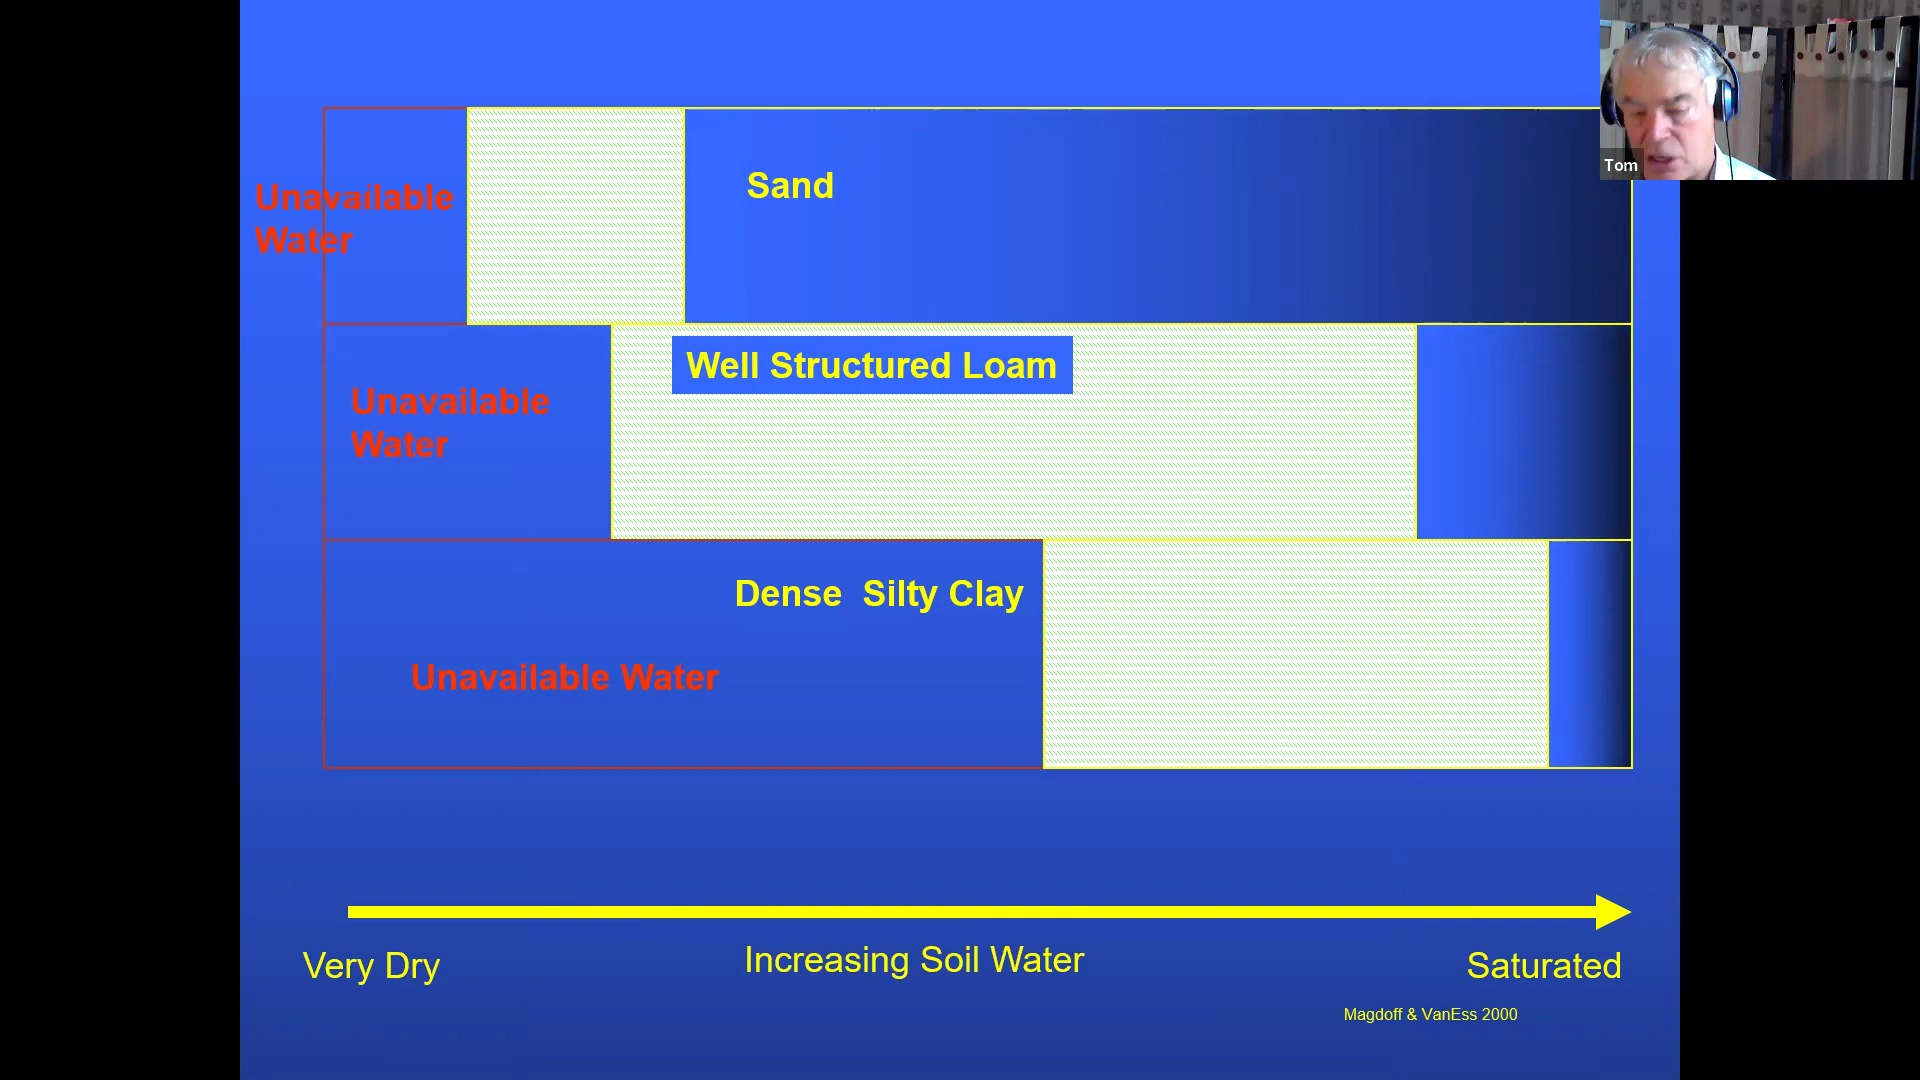 Tom
Sand
Unavailable
Water
Well Structured Loam
Unavailable
Water
Dense  Silty Clay
Unavailable Water
Very Dry
Increasing Soil Water
Saturated
Magdoff & VanEss 2000